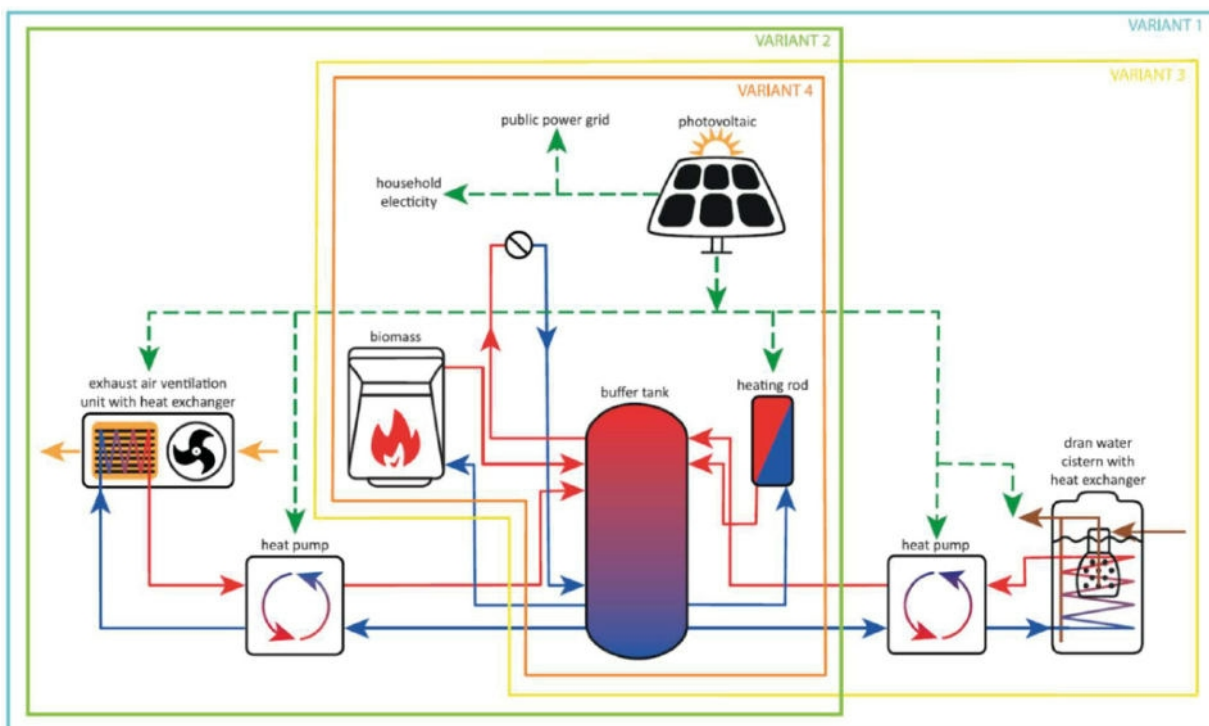 VARIANT 1
VARIANT 2
VARIANT 3
VARIANT 4
public power grid
photovoltaic
household
electicity
biomass
exhaust air ventilation
unit with heat exchanger
buffer tank
heating rod
dran water
cistern with
heat exchanger
heat pump
heat pump